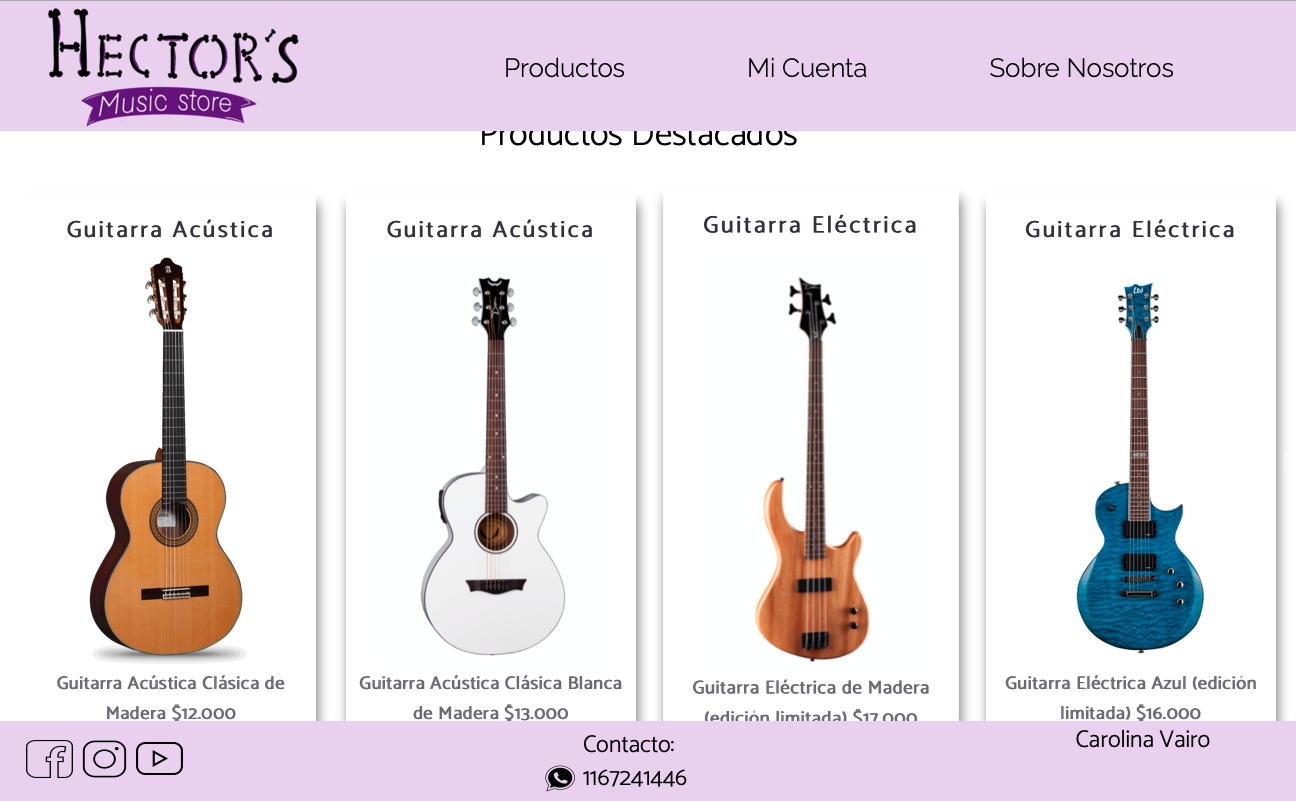 HECTOR'S
Music store
Productos
Mi Cuenta
Sobre Nosotros
Productos Destacados
Guitarra Acústica
Guitarra Acústica Clásica de
Madera $12.000
Guitarra Acústica
Guitarra Acústica Clásica Blanca
de Madera $13.000
Guitarra Eléctrica
Guitarra Eléctrica de Madera
(edición limitada) $17.000
Guitarra Eléctrica
Guitarra Eléctrica Azul (edición
limitada) $16.000
Contacto:
1167241446
Carolina Vairo